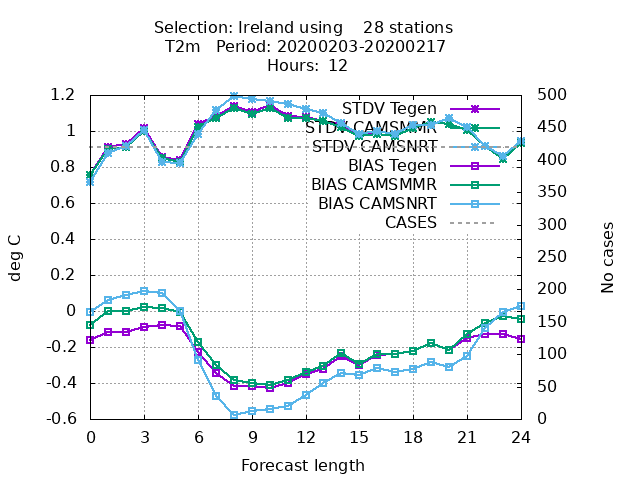 Selection: Ireland using    28 stations
T2m   Period: 20200203-20200217
Hours: 12
1.2
1
0.8
0.6
0.4
0.2
0
-0.2
-0.4
-0.6
500
450
400
350
300
250
200
150
100
50
0
STDV Tegen
STDV CAMSMMR
STDV CAMSNRT
BIAS Tegen
BIAS CAMSMMR
BIAS CAMSNRT
CASES
deg C
No cases
0 3 6 9 12 15 18 21 24
Forecast length